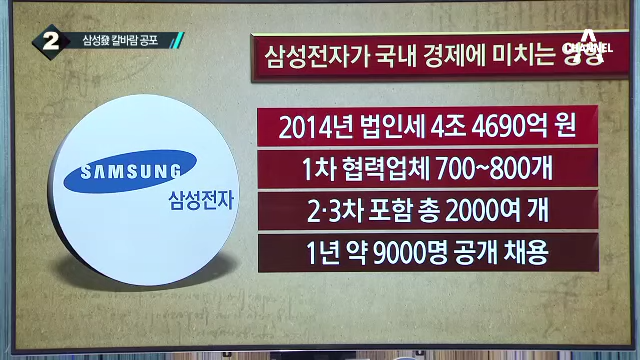 2 삼성發 칼바람 공포
CHANNEL A
삼성전자가 국내 경제에 미치는
SAMSUNG
삼성전자
2014년 법인세 4조 4690억 원
1차 협력업체 700~800개
2·3차 포함 총 2000여 개
1년 약 9000명 공개 채용